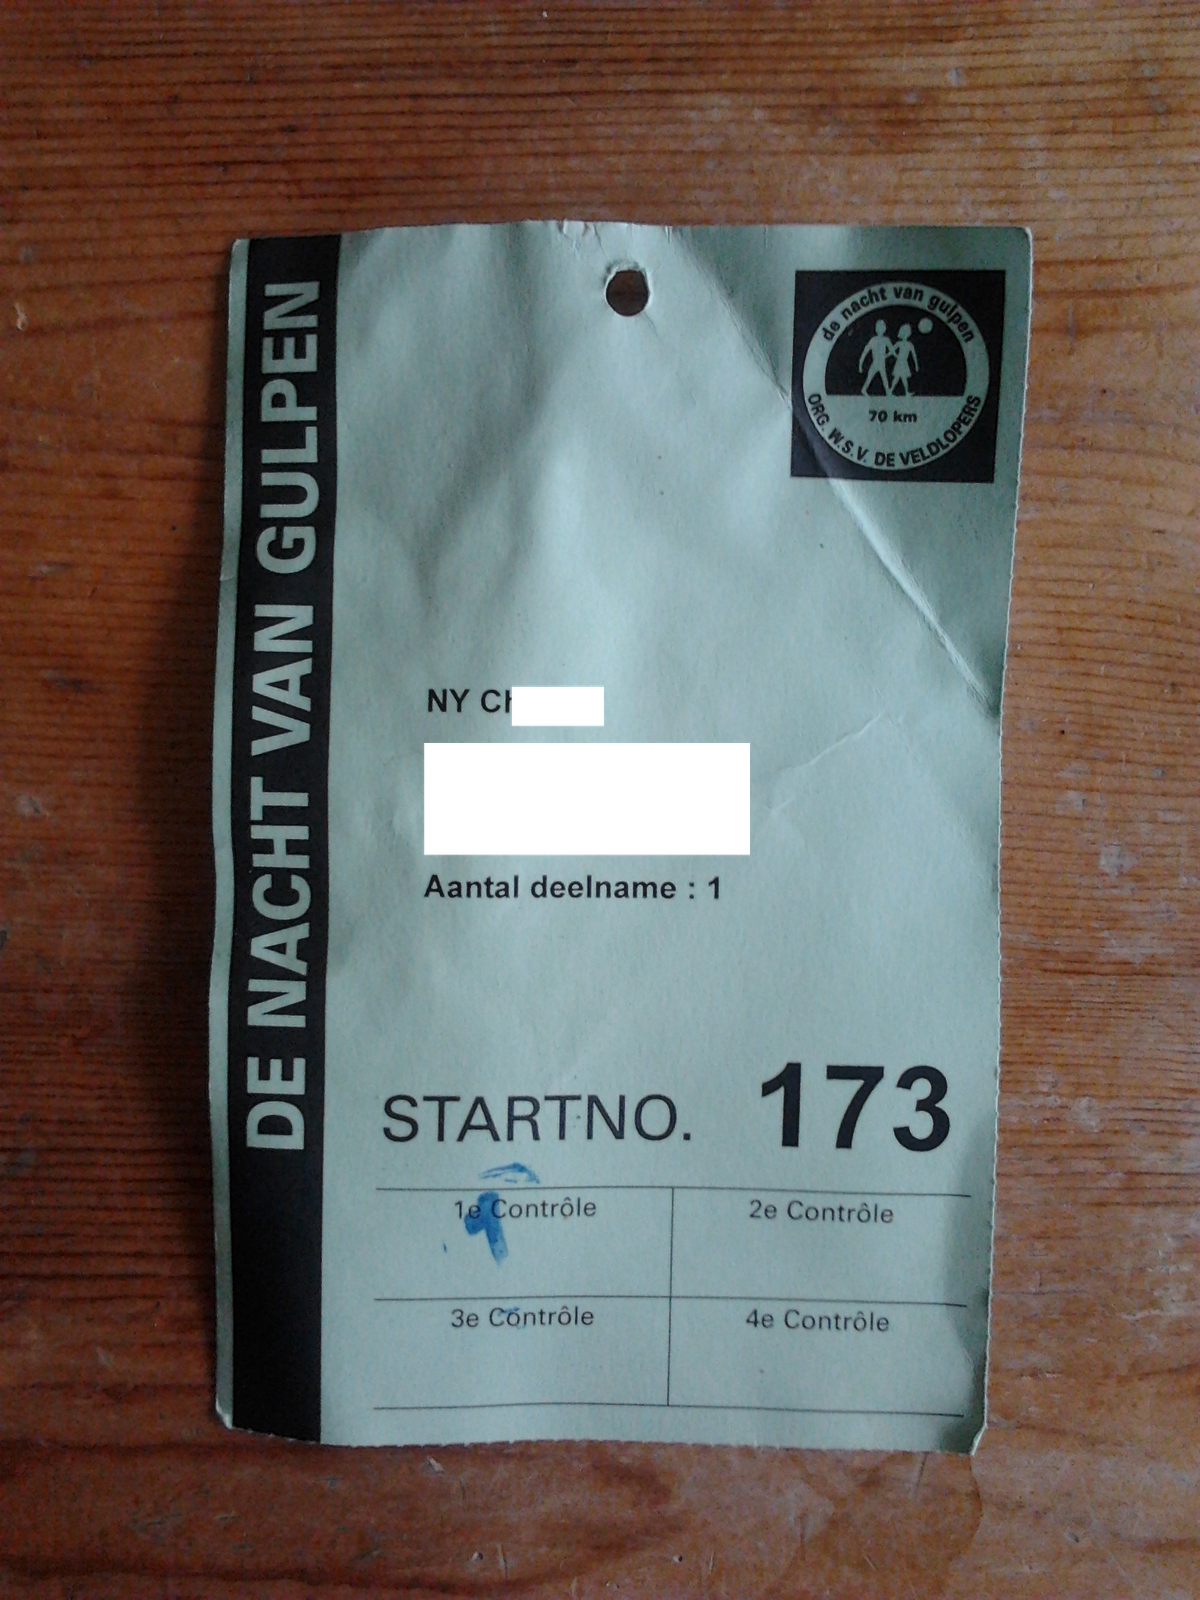 DE NACHT VAN GULPEN
de nacht van gulpen
70 km
ORG. W.S.V. DE VELDLOPERS
NY
Aantal deelname : 1
STARTNO. 173
1e Contrôle 2e Contrôle
3e Contrôle 4e Contrôle